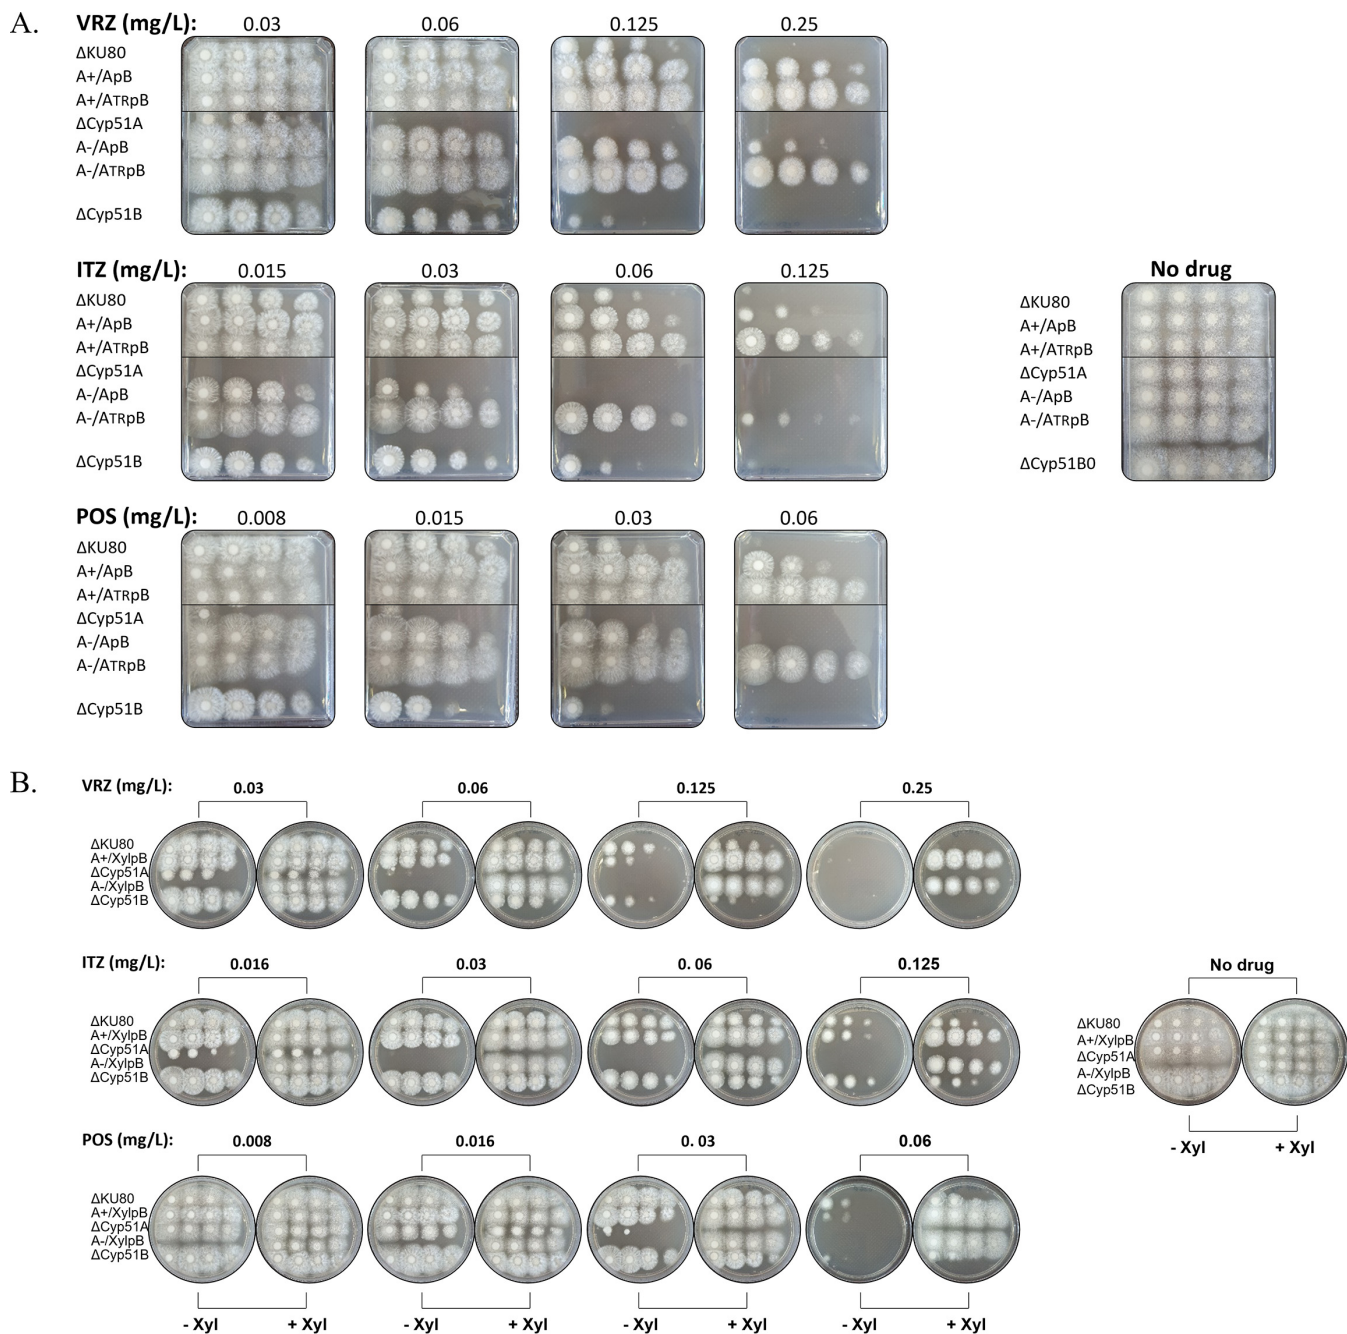 A.
VRZ (mg/L): 0.03 0.06 0.125 0.25
ΔKU80
A+/ApB
A+/ATRpB
ΔCyp51A
A-/ApB
A-/ATRpB
ΔCyp51B
ITZ (mg/L): 0.015 0.03 0.06 0.125 No drug
ΔKU80 ΔKU80
A+/ApB A+/ApB
A+/ATRpB A+/ATRpB
ΔCyp51A ΔCyp51A
A-/ApB A-/ApB
A-/ATRpB A-/ATRpB
ΔCyp51B ΔCyp51B0
POS (mg/L): 0.008 0.015 0.03 0.06
ΔKU80
A+/ApB
A+/ATRpB
ΔCyp51A
A-/ApB
A-/ATRpB
ΔCyp51B
B.
VRZ (mg/L): 0.03 0.06 0.125 0.25
ΔKU80
A+/XylpB
ΔCyp51A
A-/XylpB
ΔCyp51B
ITZ (mg/L): 0.016 0.03 0. 06 0.125 No drug
ΔKU80 ΔKU80
A+/XylpB A+/XylpB
ΔCyp51A ΔCyp51A
A-/XylpB A-/XylpB
ΔCyp51B ΔCyp51B
- Xyl + Xyl
POS (mg/L): 0.008 0.016 0. 03 0.06
ΔKU80
A+/XylpB
ΔCyp51A
A-/XylpB
ΔCyp51B
- Xyl + Xyl - Xyl + Xyl - Xyl + Xyl - Xyl + Xyl